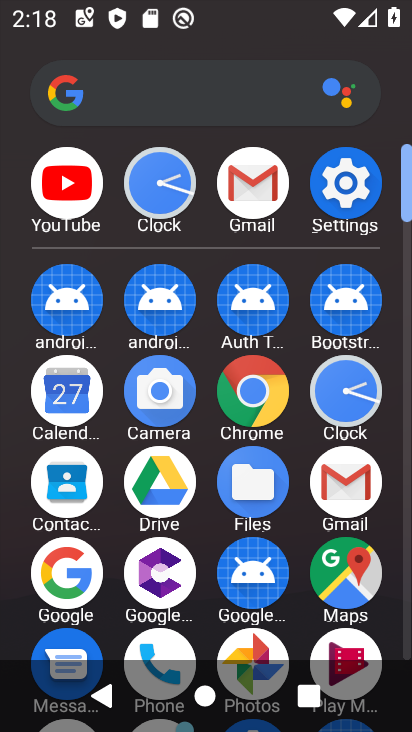 2:18
YouTube Clock Gmail Settings
androi... androi... Auth T... Bootstr...
27
Calend... Camera Chrome Clock
Contac... Drive Files Gmail
G
Google Google... Google... Maps
Messa... Phone Photos Play M...